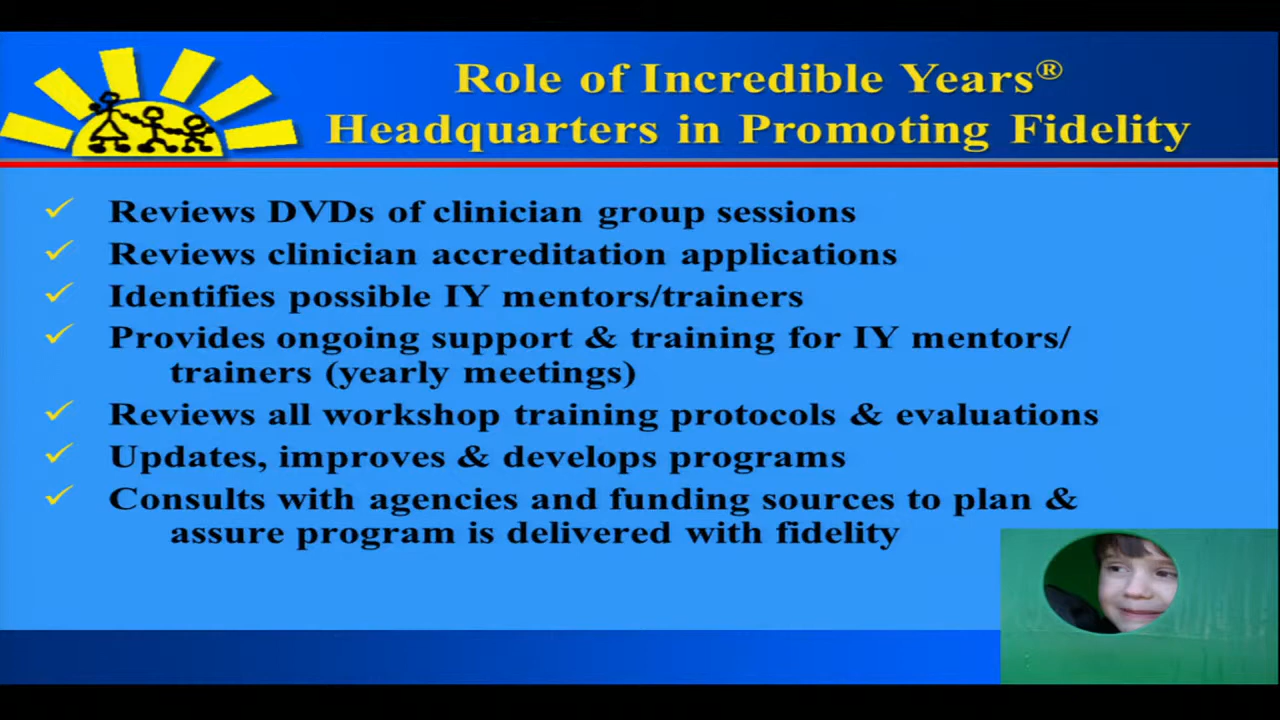 Role of Incredible Years®
Headquarters in Promoting Fidelity
✓ Reviews DVDs of clinician group sessions
✓ Reviews clinician accreditation applications
✓ Identifies possible IY mentors/trainers
✓ Provides ongoing support & training for IY mentors/
trainers (yearly meetings)
✓ Reviews all workshop training protocols & evaluations
✓ Updates, improves & develops programs
✓ Consults with agencies and funding sources to plan &
assure program is delivered with fidelity